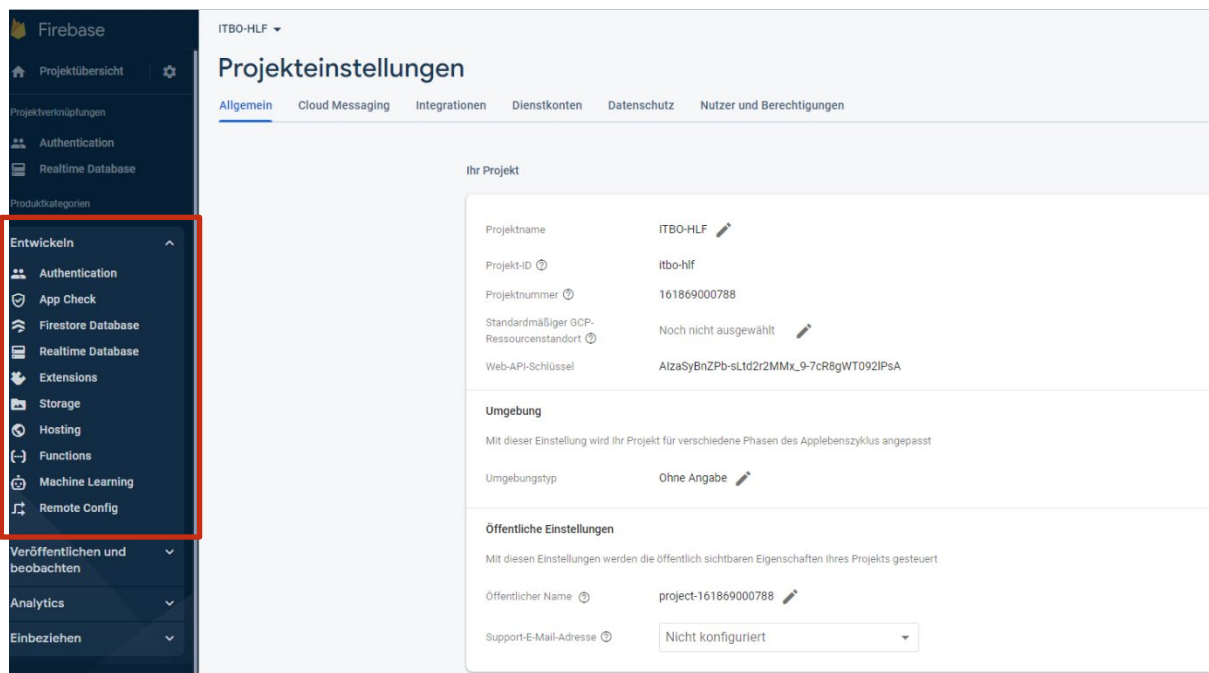 Firebase
Projektübersicht
Projektverknüpfungen
Authentication
Realtime Database
Produktkategorien
Entwickeln
Authentication
App Check
Firestore Database
Realtime Database
Extensions
Storage
Hosting
Functions
Machine Learning
Remote Config
Veröffentlichen und
beobachten
Analytics
Einbeziehen
ITBO-HLF
Projekteinstellungen
Allgemein Cloud Messaging Integrationen Dienstkonten Datenschutz Nutzer und Berechtigungen
Ihr Projekt
Projektname ITBO-HLF
Projekt-ID itbo-hlf
Projektnummer 161869000788
Standardmäßiger GCP-
Ressourcenstandort Noch nicht ausgewählt
Web-API-Schlüssel AIzaSyBnZPb-sLtd2r2MMx_9-7cR8gWT092lPsA
Umgebung
Mit dieser Einstellung wird Ihr Projekt für verschiedene Phasen des Applebenszyklus angepasst
Umgebungstyp Ohne Angabe
Öffentliche Einstellungen
Mit diesen Einstellungen werden die öffentlich sichtbaren Eigenschaften Ihres Projekts gesteuert
Öffentlicher Name project-161869000788
Support-E-Mail-Adresse Nicht konfiguriert